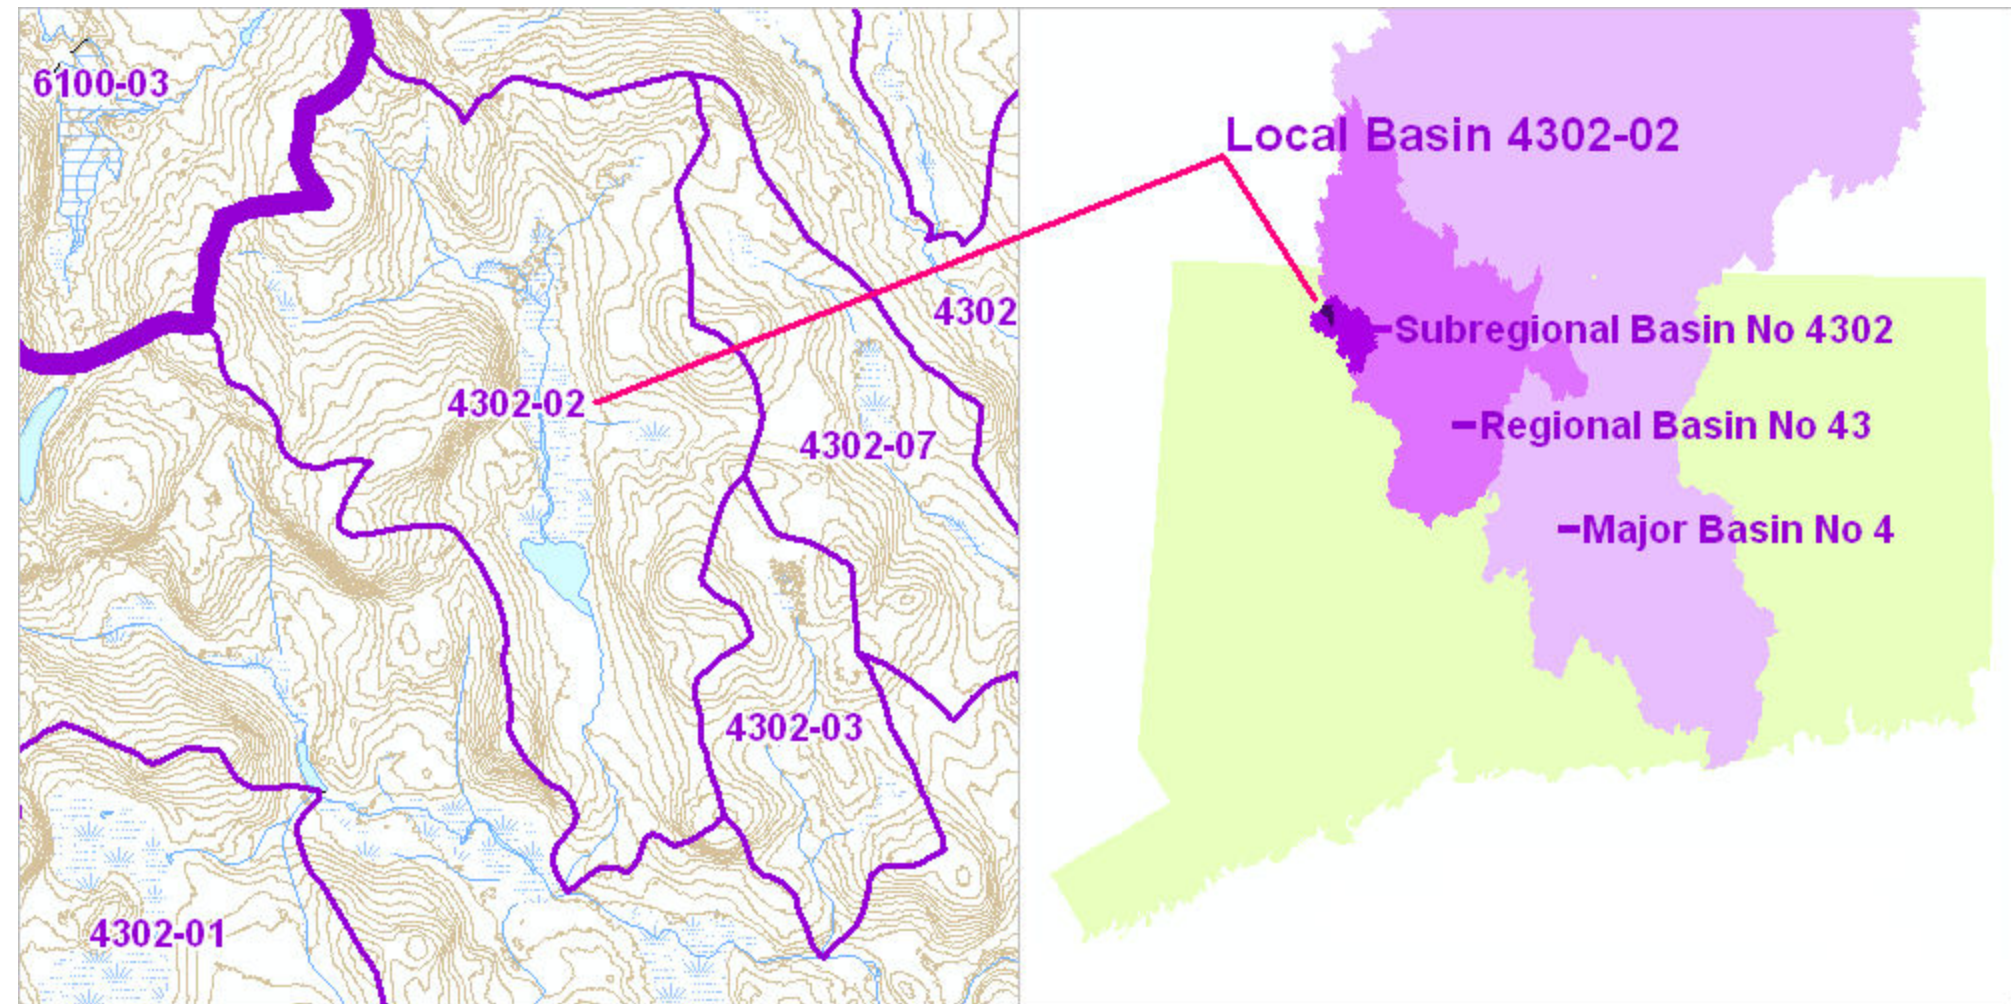 6100-03
4302
4302-02
4302-07
4302-03
4302-01
Local Basin 4302-02
Subregional Basin No 4302
Regional Basin No 43
Major Basin No 4